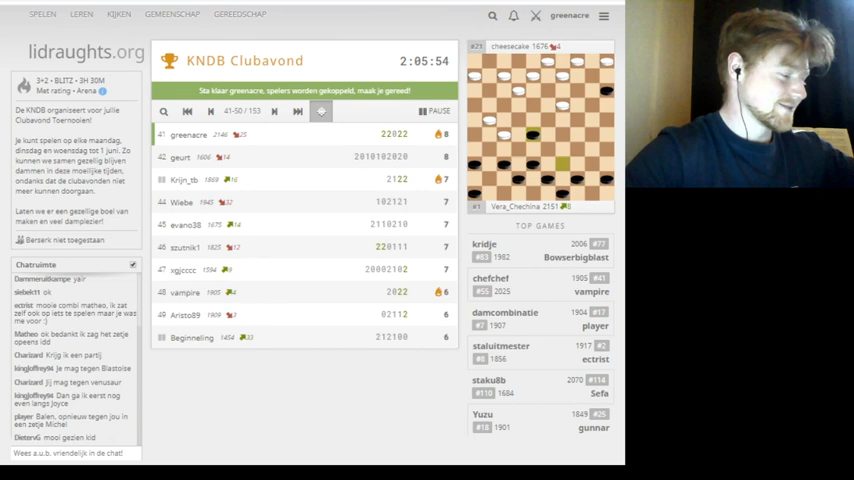 SPELEN LEREN KIJKEN GEMEENSCHAP GEREEDSCHAP
greenacre
lidraughts.org
3+2 • BLITZ • 3H 30M
Met rating • Arena
De KNDB organiseert voor jullie
Clubavond Toernooien!
Je kunt spelen op elke maandag,
dinsdag en woensdag tot 1 juni. Zo
kunnen we samen gezellig blijven
dammen in deze moeilijke tijden,
ondanks dat de clubavonden niet
meer kunnen doorgaan.
Laten we er een gezellige boel van
maken en veel damplezier!
Berserk niet toegestaan
Chatruimte
Dammeruitkampe yair
siebek11 ok
ectrist mooie combi matheo, ik zat
zelf ook op iets te spelen maar je was
me voor :)
Matheo ok bedankt ik zag het zetje
opeens idd
Charizard Krijg ik een partij
kingloffrey94 Je mag tegen Blastoise
Charizard Jij mag tegen venusaur
kingloffrey94 Dan ga ik eerst nog
even langs Joyce
player Balen, opnieuw tegen jou in
een zetje Michel
DietervG mooi gezien kid
Wees a.u.b. vriendelijk in de chat!
KNDB Clubavond 2:05:54
Sta klaar greenacre, spelers worden gekoppeld, maak je gereed!
41-50 / 153 PAUSE
41 greenacre 2146 25 22022 8
42 geurt 1606 14 2010102020 8
Krijn_tb 1869 16 2122 7
44 Wiebe 1945 32 102121 7
45 evano38 1675 14 2110210 7
46 szutnik1 1825 12 220111 7
47 xgjcccc 1594 8 20002102 7
48 vampire 1905 4 2022 6
49 Aristo89 1909 3 02112 6
Beginneling 1454 33 212100 6
#21 cheesecake 1676 4
#1 Vera_Chechina 2151 8
TOP GAMES
kridje 2006 #77
#83 1982 Bowserbigblast
chefchef 1905 #41
#55 2025 vampire
damcombinatie 1904 #17
#7 1907 player
staluitmester 1917 #2
#8 1856 ectrist
staku8b 2070 #114
#110 1684 Sefa
Yuzu 1849 #25
#18 1901 gunnar